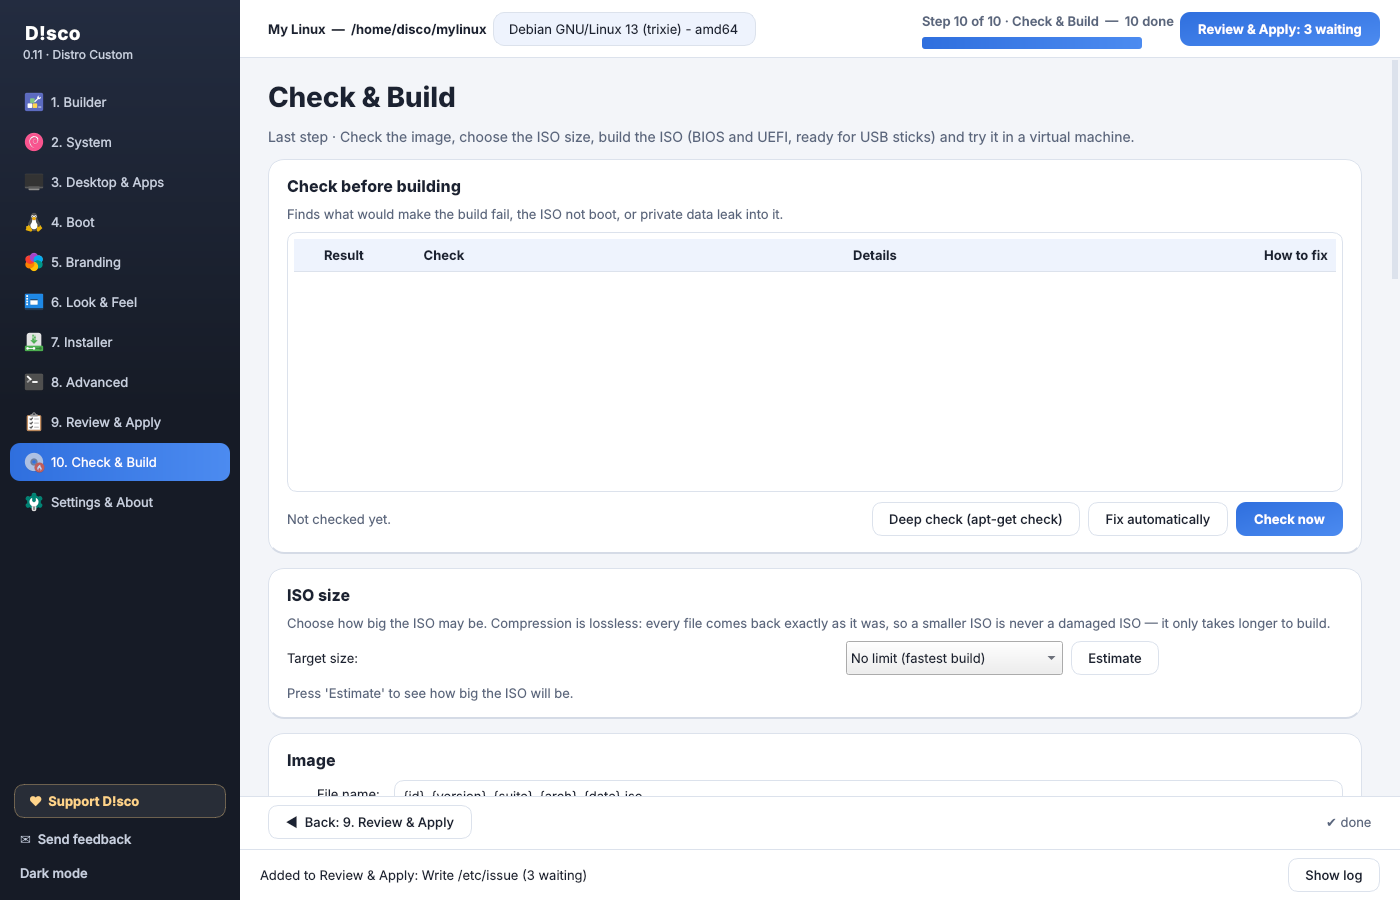 D!sco
0.11 · Distro Custom
1. Builder
2. System
3. Desktop & Apps
4. Boot
5. Branding
6. Look & Feel
7. Installer
8. Advanced
9. Review & Apply
10. Check & Build
Settings & About
♥ Support D!sco
✉ Send feedback
Dark mode
My Linux — /home/disco/mylinux
Debian GNU/Linux 13 (trixie) - amd64
Step 10 of 10 · Check & Build — 10 done
Review & Apply: 3 waiting
Check & Build
Last step · Check the image, choose the ISO size, build the ISO (BIOS and UEFI, ready for USB sticks) and try it in a virtual machine.
Check before building
Finds what would make the build fail, the ISO not boot, or private data leak into it.
Result Check Details How to fix
Not checked yet.
Deep check (apt-get check)
Fix automatically
Check now
ISO size
Choose how big the ISO may be. Compression is lossless: every file comes back exactly as it was, so a smaller ISO is never a damaged ISO — it only takes longer to build.
Target size:
No limit (fastest build)
Estimate
Press 'Estimate' to see how big the ISO will be.
Image
File name: {id}-{version}-{suite}-{arch}-{date}.iso
◀ Back: 9. Review & Apply
✔ done
Added to Review & Apply: Write /etc/issue (3 waiting)
Show log